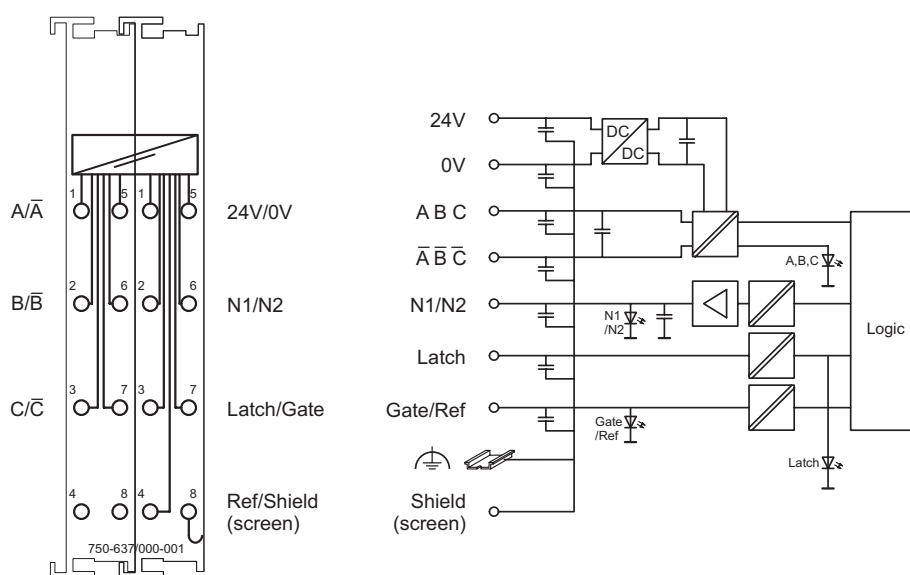 1 5 1 5
A/A̅ 24V/0V
2 6 2 6
B/B̅ N1/N2
3 7 3 7
C/C̅ Latch/Gate
4 8 4 8
Ref/Shield
(screen)
750-637/000-001
24V
DC
DC
0V
A B C
A̅ B̅ C̅
A,B,C
N1/N2
N1
/N2
Logic
Latch
Gate/Ref
Gate
/Ref
Latch
Shield
(screen)